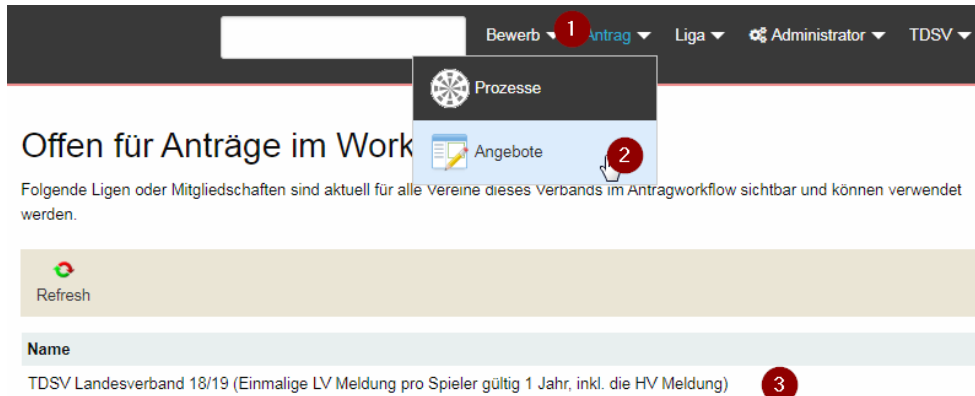 Bewerb 1 Antrag Liga Administrator TDSV
Prozesse
Angebote 2
Offen für Anträge im Work
Folgende Ligen oder Mitgliedschaften sind aktuell für alle Vereine dieses Verbands im Antragworkflow sichtbar und können verwendet
werden.
Refresh
Name
TDSV Landesverband 18/19 (Einmalige LV Meldung pro Spieler gültig 1 Jahr, inkl. die HV Meldung) 3